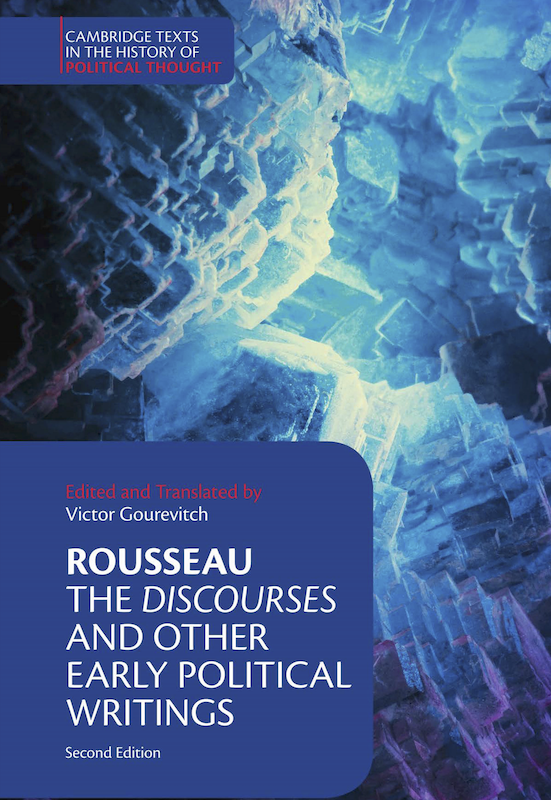 CAMBRIDGE TEXTS
IN THE HISTORY OF
POLITICAL THOUGHT
Edited and Translated by
Victor Gourevitch
ROUSSEAU
THE DISCOURSES
AND OTHER
EARLY POLITICAL
WRITINGS
Second Edition